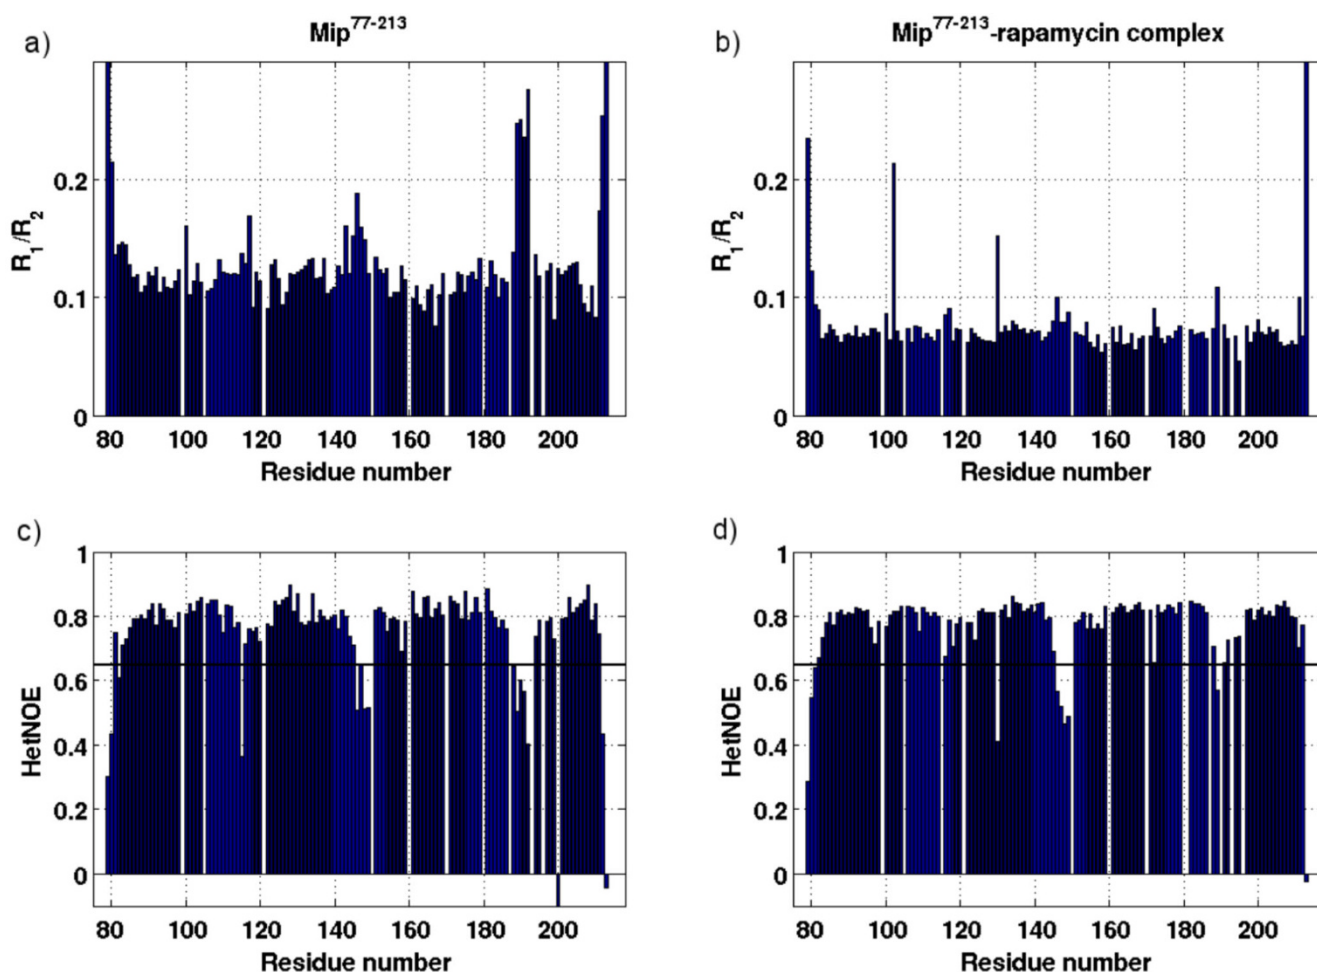 a)
Mip77-213
R1/R2
0.2
0.1
0
80 100 120 140 160 180 200
Residue number
b)
Mip77-213-rapamycin complex
R1/R2
0.2
0.1
0
80 100 120 140 160 180 200
Residue number
c)
HetNOE
1
0.8
0.6
0.4
0.2
0
80 100 120 140 160 180 200
Residue number
d)
HetNOE
1
0.8
0.6
0.4
0.2
0
80 100 120 140 160 180 200
Residue number